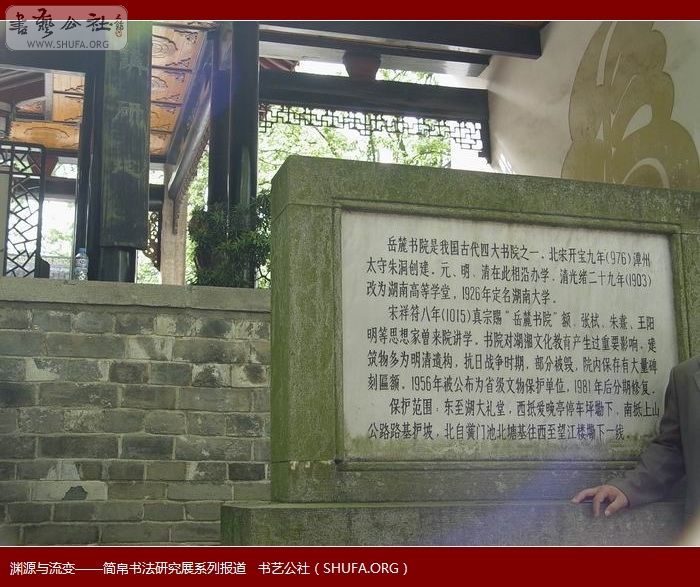 書藝公社
WWW.SHUFA.ORG
岳麓书院是我国古代四大书院之一。北宋开宝九年(976)潭州
太守朱洞创建。元、明、清在此相沿办学。清光绪二十九年(1903)
改为湖南高等学堂，1926年定名湖南大学。
宋祥符八年(1015)真宗赐“岳麓书院”额。张栻、朱熹、王阳
明等思想家曾来院讲学。书院对湖湘文化教育产生过重要影响。建
筑物多为明清遗构，抗日战争时期，部分被毁，院内保存有大量碑
刻匾额。1956年被公布为省级文物保护单位，1981年后分期修复。
保护范围：东至湖大礼堂，西抵爱晚亭停车坪墈下，南抵上山
公路路基护坡，北自黉门池北塘基往西至望江楼墈下一线。
渊源与流变——简帛书法研究展系列报道 书艺公社（SHUFA.ORG）